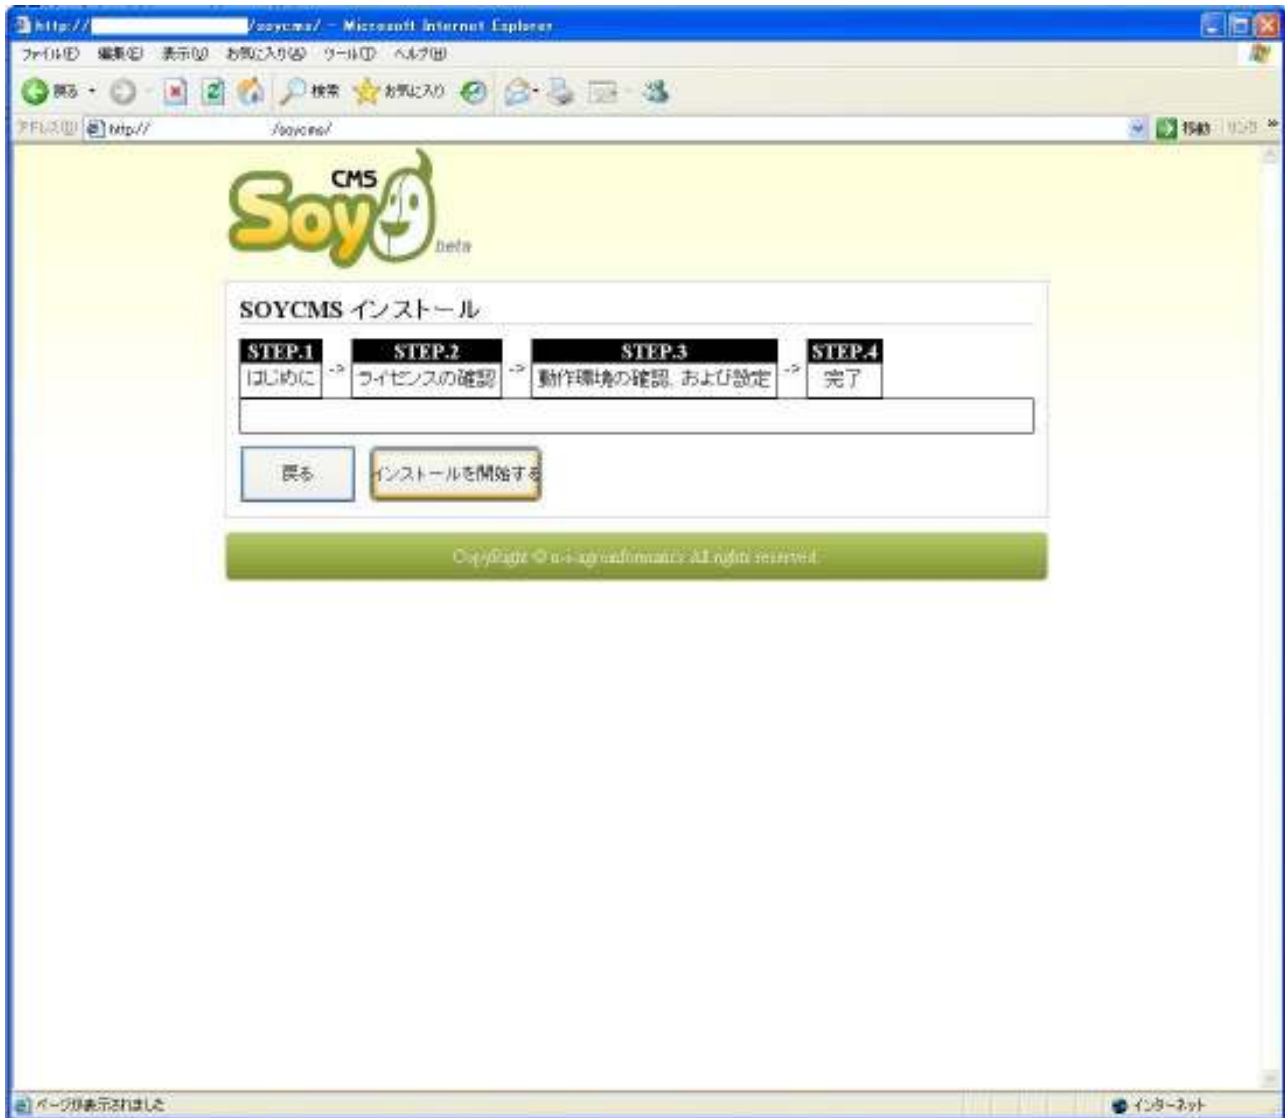 http:// /soycms/ - Microsoft Internet Explorer
ファイル(F) 編集(E) 表示(V) お気に入り(A) ツール(T) ヘルプ(H)
戻る 検索 お気に入り
アドレス(D) http:// /soycms/ 移動 リンク »
CMS
Soy
beta
SOYCMS インストール
STEP.1 STEP.2 STEP.3 STEP.4
はじめに -> ライセンスの確認 -> 動作環境の確認、および設定 -> 完了
戻る インストールを開始する
CopyRight © n-i-agroinformatics All rights reserved.
ページが表示されました インターネット